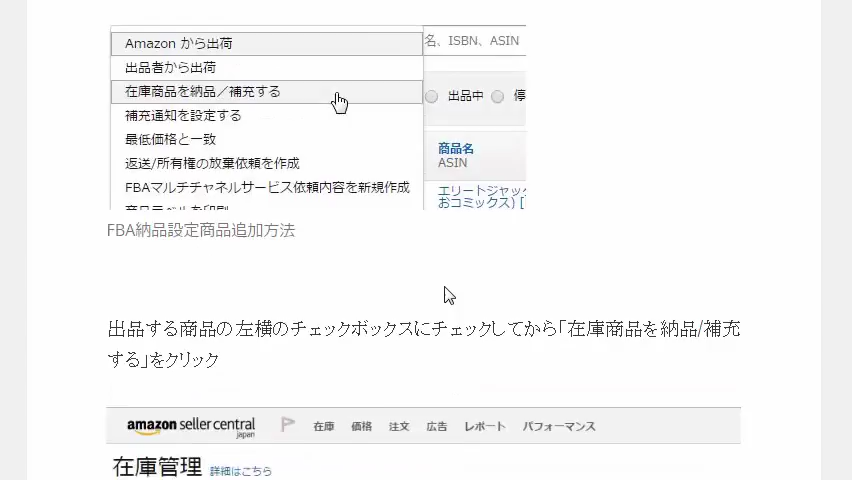 Amazon から出荷
名、ISBN、ASIN
出品者から出荷
在庫商品を納品／補充する
出品中
停
補充通知を設定する
最低価格と一致
商品名
ASIN
返送/所有権の放棄依頼を作成
FBAマルチチャネルサービス依頼内容を新規作成
エリートジャック
おコミックス) [
商品ラベルを印刷
FBA納品設定商品追加方法
出品する商品の左横のチェックボックスにチェックしてから「在庫商品を納品/補充
する」をクリック
amazon seller central
japan
在庫 価格 注文 広告 レポート パフォーマンス
在庫管理 詳細はこちら